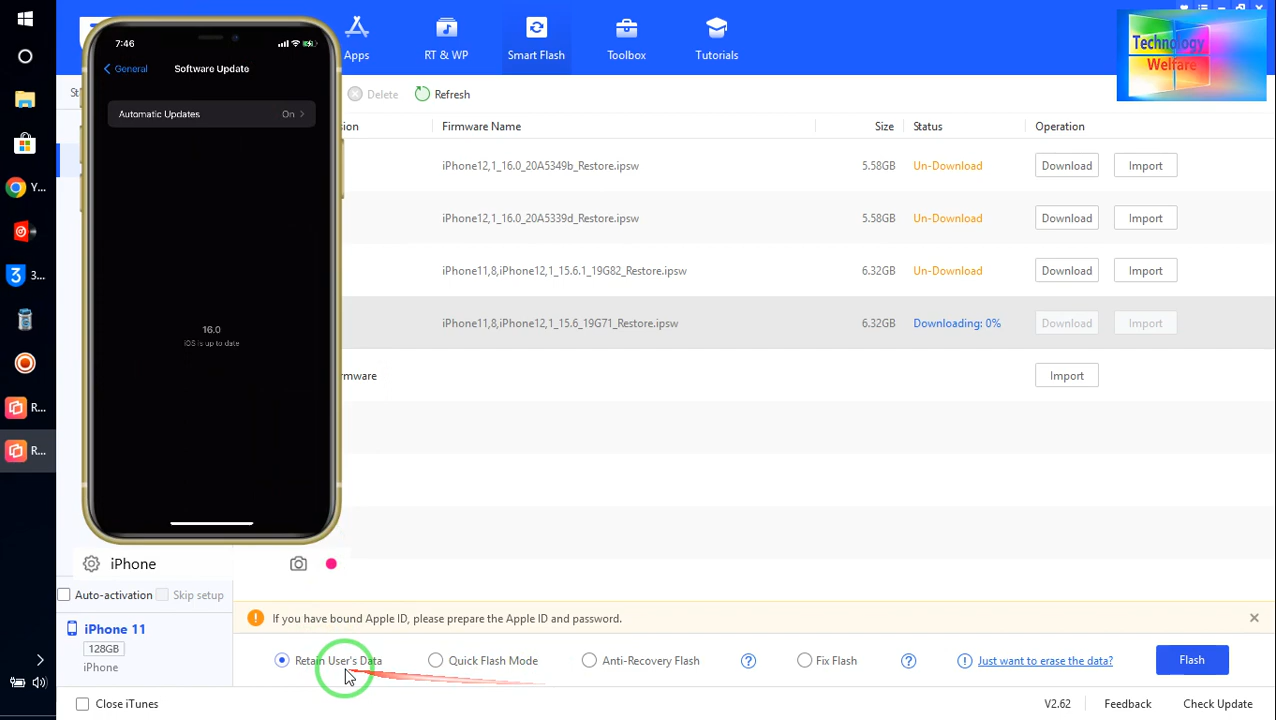 Apps
RT & WP
Smart Flash
Toolbox
Tutorials
Technology
Welfare
7:46
General
Software Update
Automatic Updates
On
16.0
iOS is up to date
iPhone
Delete
Refresh
Firmware Name
Size
Status
Operation
iPhone12,1_16.0_20A5349b_Restore.ipsw
5.58GB
Un-Download
Download
Import
iPhone12,1_16.0_20A5339d_Restore.ipsw
5.58GB
Un-Download
Download
Import
iPhone11,8,iPhone12,1_15.6.1_19G82_Restore.ipsw
6.32GB
Un-Download
Download
Import
iPhone11,8,iPhone12,1_15.6_19G71_Restore.ipsw
6.32GB
Downloading: 0%
Download
Import
Import
Y...
3...
R...
R...
Auto-activation
Skip setup
iPhone 11
128GB
iPhone
If you have bound Apple ID, please prepare the Apple ID and password.
Retain User's Data
Quick Flash Mode
Anti-Recovery Flash
Fix Flash
Just want to erase the data?
Flash
Close iTunes
V2.62
Feedback
Check Update